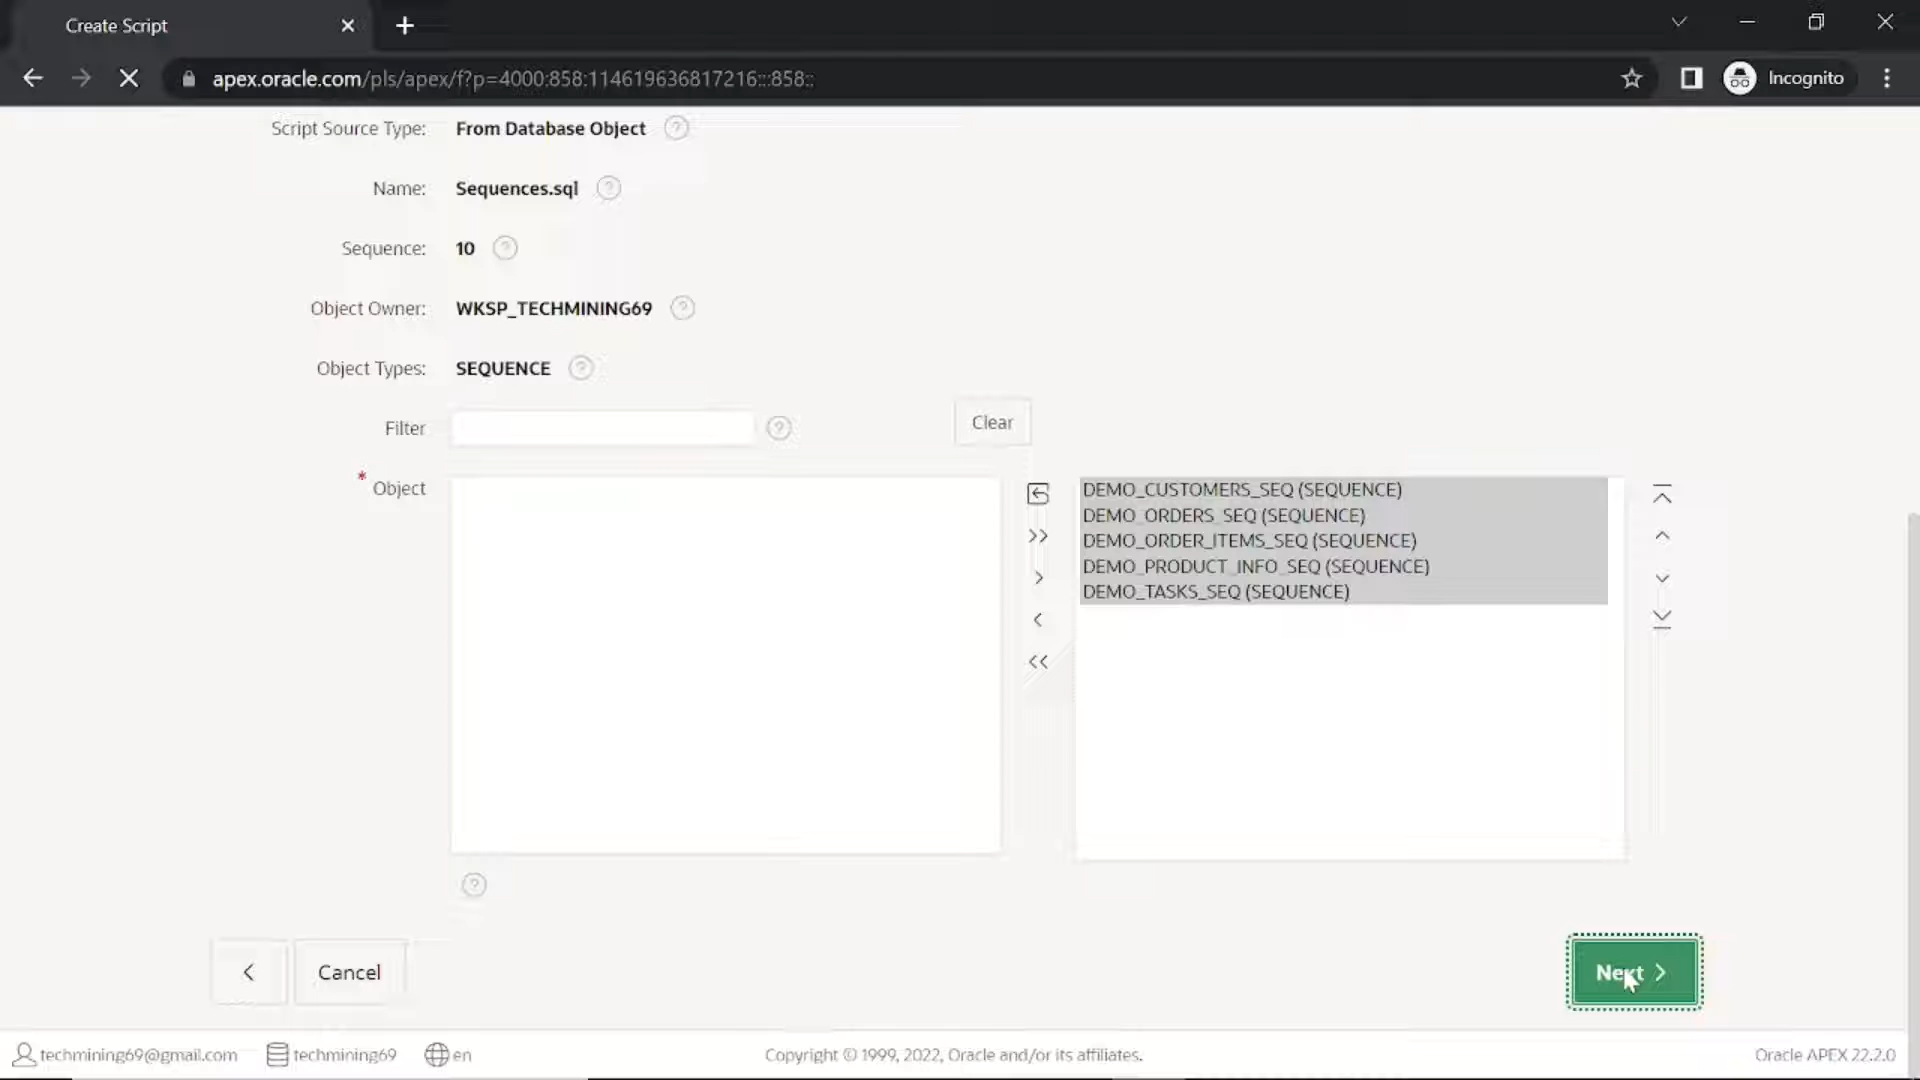 Create Script
apex.oracle.com/pls/apex/f?p=4000:858:114619636817216:::858::
Incognito
Script Source Type: From Database Object
Name: Sequences.sql
Sequence: 10
Object Owner: WKSP_TECHMINING69
Object Types: SEQUENCE
Filter
Clear
* Object
DEMO_CUSTOMERS_SEQ (SEQUENCE)
DEMO_ORDERS_SEQ (SEQUENCE)
DEMO_ORDER_ITEMS_SEQ (SEQUENCE)
DEMO_PRODUCT_INFO_SEQ (SEQUENCE)
DEMO_TASKS_SEQ (SEQUENCE)
Cancel
Next
techmining69@gmail.com techmining69 en
Copyright © 1999, 2022, Oracle and/or its affiliates.
Oracle APEX 22.2.0